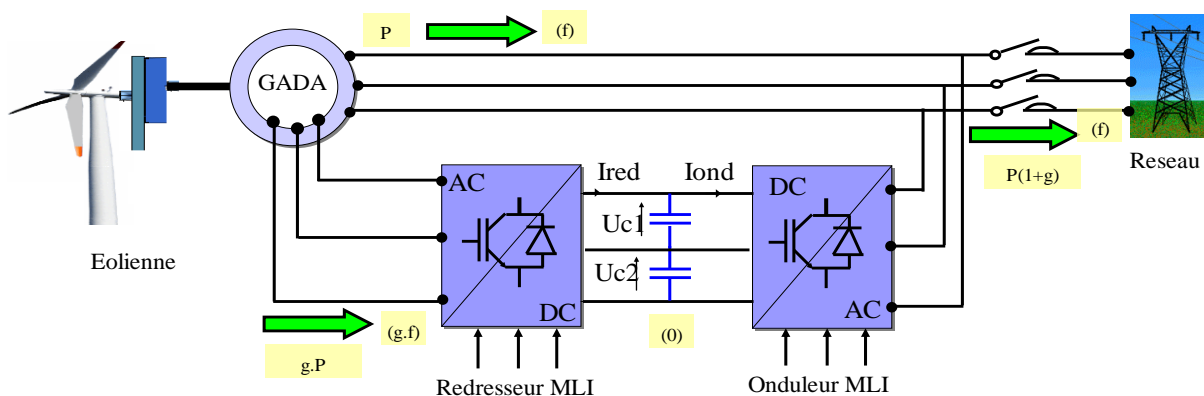 P
(f)
GADA
(f)
Reseau
P(1+g)
AC
Ired
Iond
DC
Uc1
Uc2
Eolienne
DC
AC
(g.f)
(0)
g.P
Redresseur MLI
Onduleur MLI